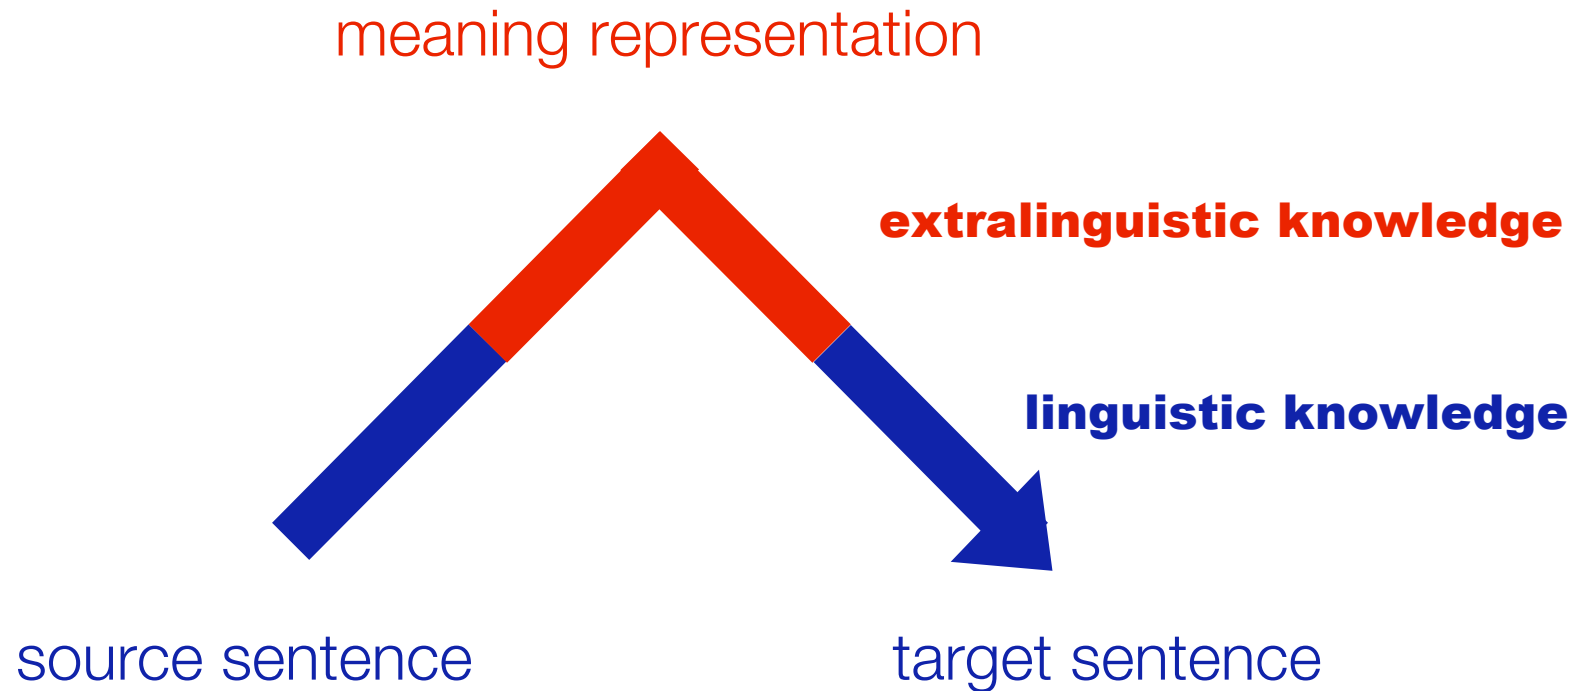 meaning representation
extralinguistic knowledge
linguistic knowledge
source sentence
target sentence